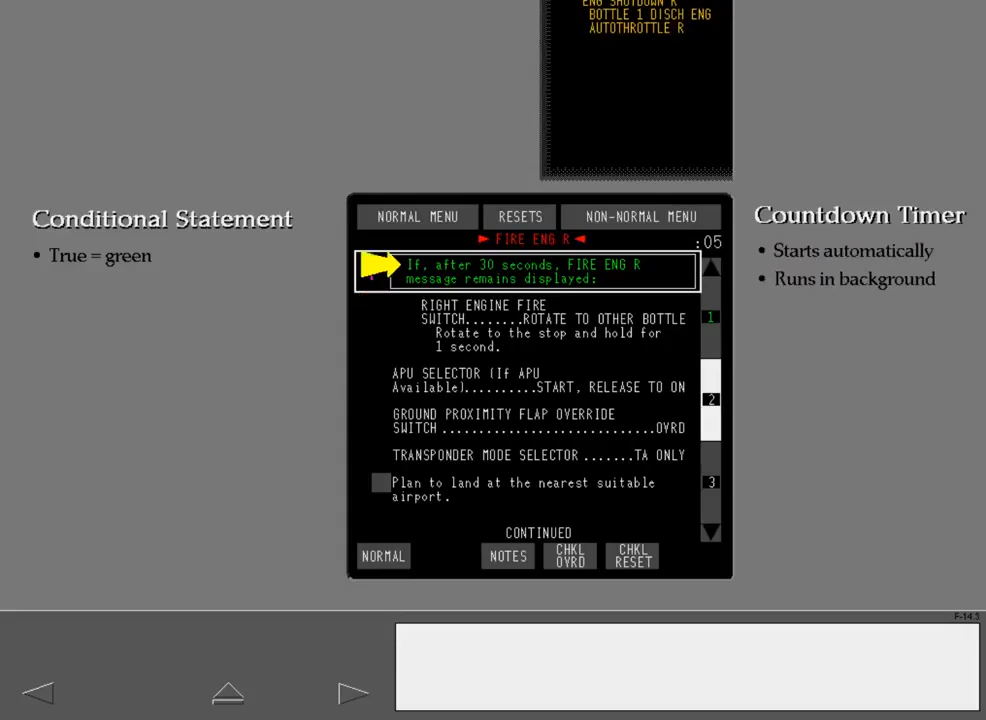 ENG SHUTDOWN R
BOTTLE 1 DISCH ENG
AUTOTHROTTLE R
Conditional Statement
• True = green
NORMAL MENU
RESETS
NON-NORMAL MENU
FIRE ENG R
:05
If, after 30 seconds, FIRE ENG R
message remains displayed:
RIGHT ENGINE FIRE
SWITCH........ROTATE TO OTHER BOTTLE
Rotate to the stop and hold for
1 second.
APU SELECTOR (If APU
Available)..........START, RELEASE TO ON
GROUND PROXIMITY FLAP OVERRIDE
SWITCH .............................OVRD
TRANSPONDER MODE SELECTOR .......TA ONLY
Plan to land at the nearest suitable
airport.
CONTINUED
1
2
3
NORMAL
NOTES
CHKL
OVRD
CHKL
RESET
Countdown Timer
• Starts automatically
• Runs in background
F-14.3